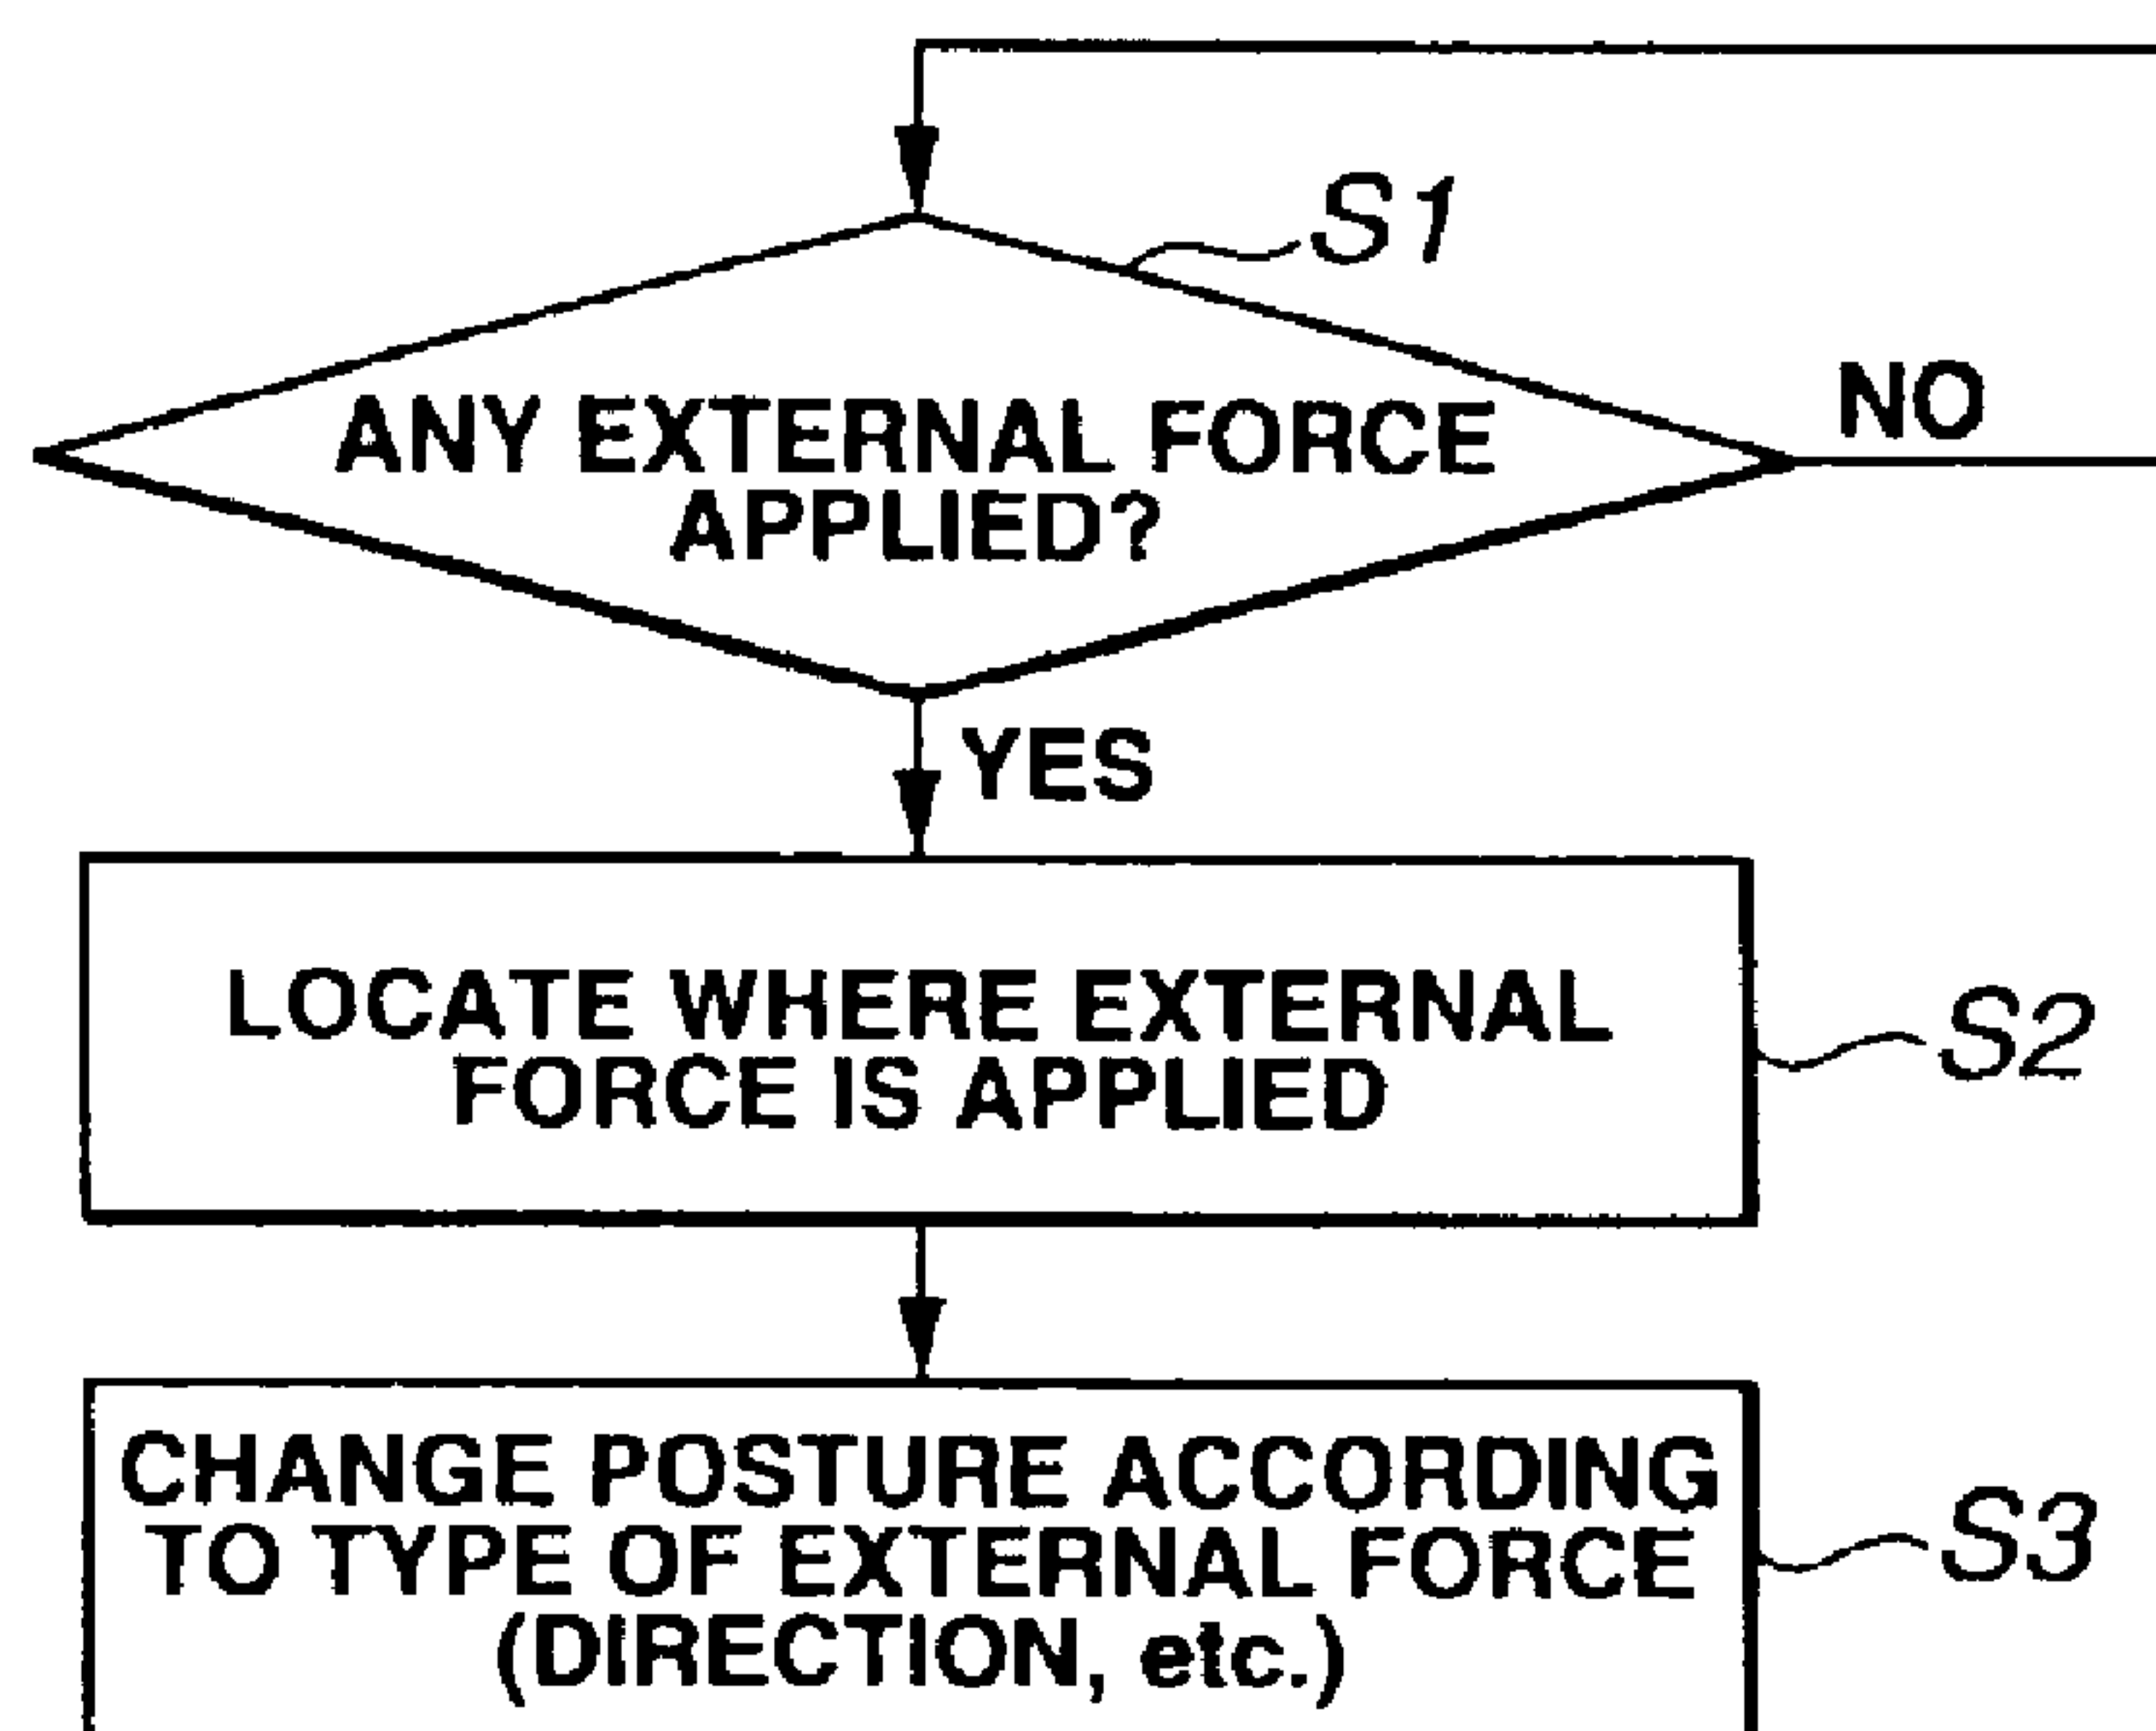 S1
ANY EXTERNAL FORCE
APPLIED?
NO
YES
LOCATE WHERE EXTERNAL
FORCE IS APPLIED
S2
CHANGE POSTURE ACCORDING
TO TYPE OF EXTERNAL FORCE
(DIRECTION, etc.)
S3